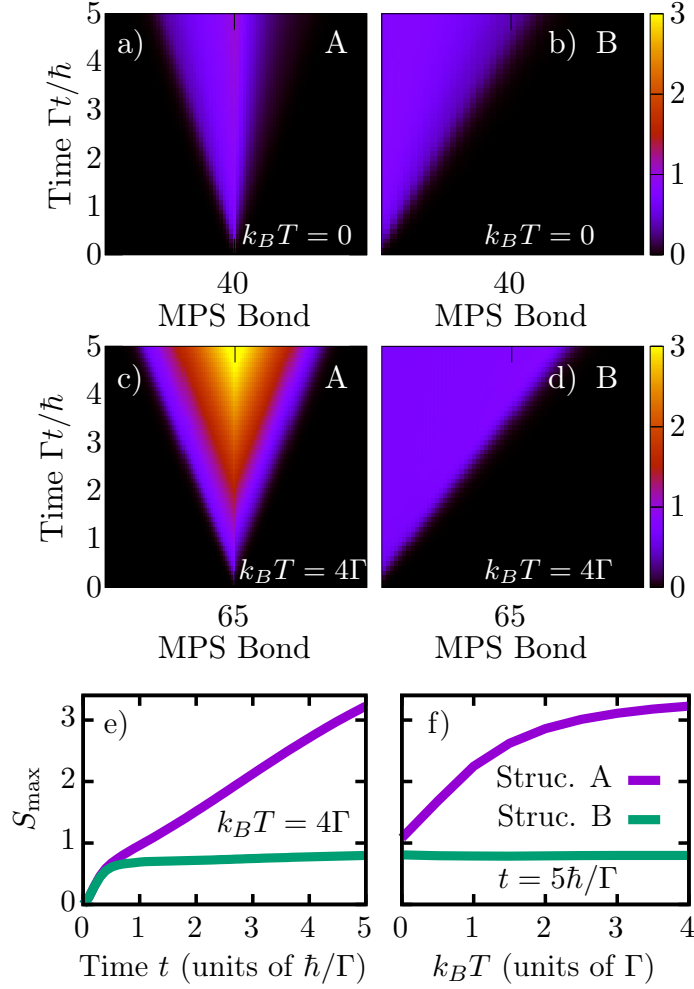 a) A
b) B
Time Γt/ħ
5
4
3
2
1
0
3
2
1
0
k_BT = 0
k_BT = 0
40
40
MPS Bond
MPS Bond
c) A
d) B
Time Γt/ħ
5
4
3
2
1
0
3
2
1
0
k_BT = 4Γ
k_BT = 4Γ
65
65
MPS Bond
MPS Bond
e)
f)
S_max
3
2
1
0
k_BT = 4Γ
Struc. A
Struc. B
t = 5ħ/Γ
0 1 2 3 4 5
0 1 2 3 4
Time t (units of ħ/Γ)
k_BT (units of Γ)